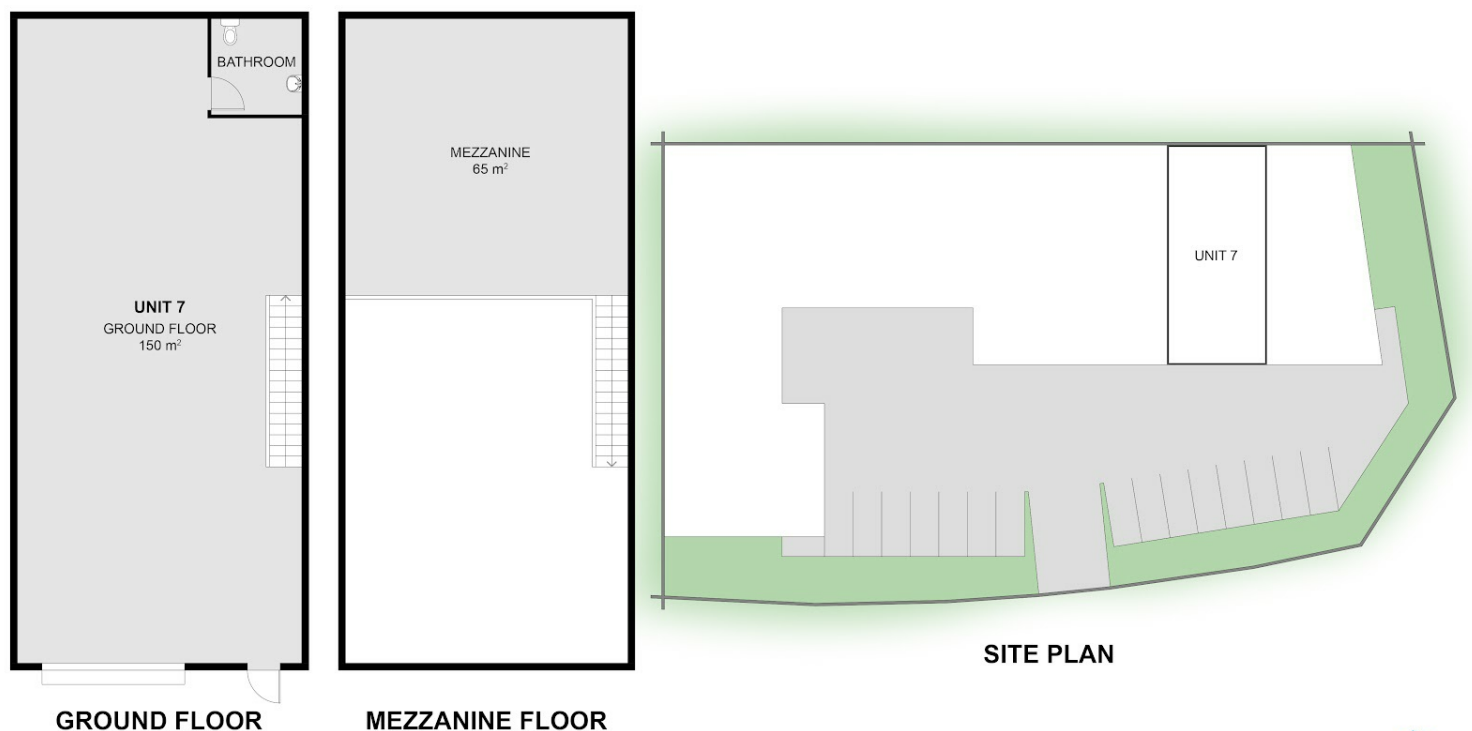 BATHROOM
UNIT 7
GROUND FLOOR
150 m²
GROUND FLOOR
MEZZANINE
65 m²
MEZZANINE FLOOR
UNIT 7
SITE PLAN